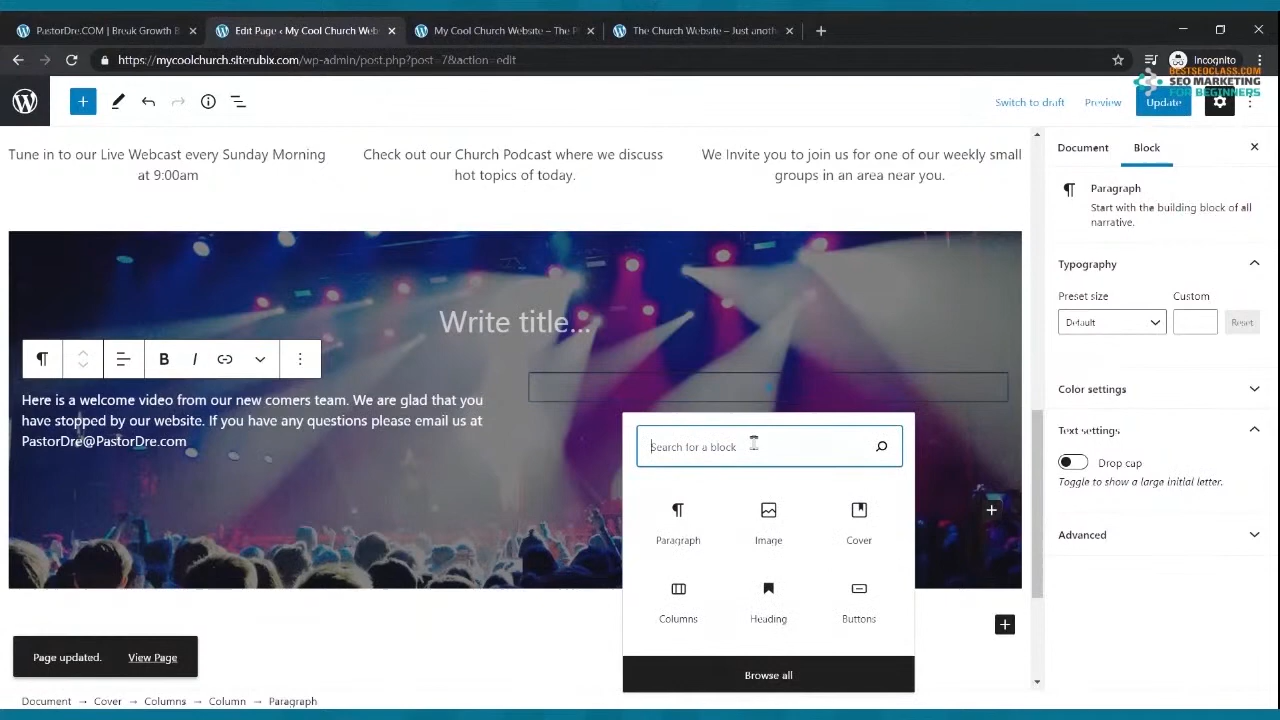 PastorDre.COM | Break Growth B
Edit Page ‹ My Cool Church Web
My Cool Church Website – The P
The Church Website – Just anoth
https://mycoolchurch.siterubix.com/wp-admin/post.php?post=7&action=edit
Incognito
BESTSEOCLASS.COM
SEO MARKETING
FOR BEGINNERS
Switch to draft
Preview
Update
Tune in to our Live Webcast every Sunday Morning
at 9:00am
Check out our Church Podcast where we discuss
hot topics of today.
We Invite you to join us for one of our weekly small
groups in an area near you.
Write title...
B I
Here is a welcome video from our new comers team. We are glad that you
have stopped by our website. If you have any questions please email us at
PastorDre@PastorDre.com
Search for a block
Paragraph
Image
Cover
Columns
Heading
Buttons
Browse all
Page updated.
View Page
Document → Cover → Columns → Column → Paragraph
Document
Block
Paragraph
Start with the building block of all
narrative.
Typography
Preset size
Custom
Default
Reset
Color settings
Text settings
Drop cap
Toggle to show a large initial letter.
Advanced